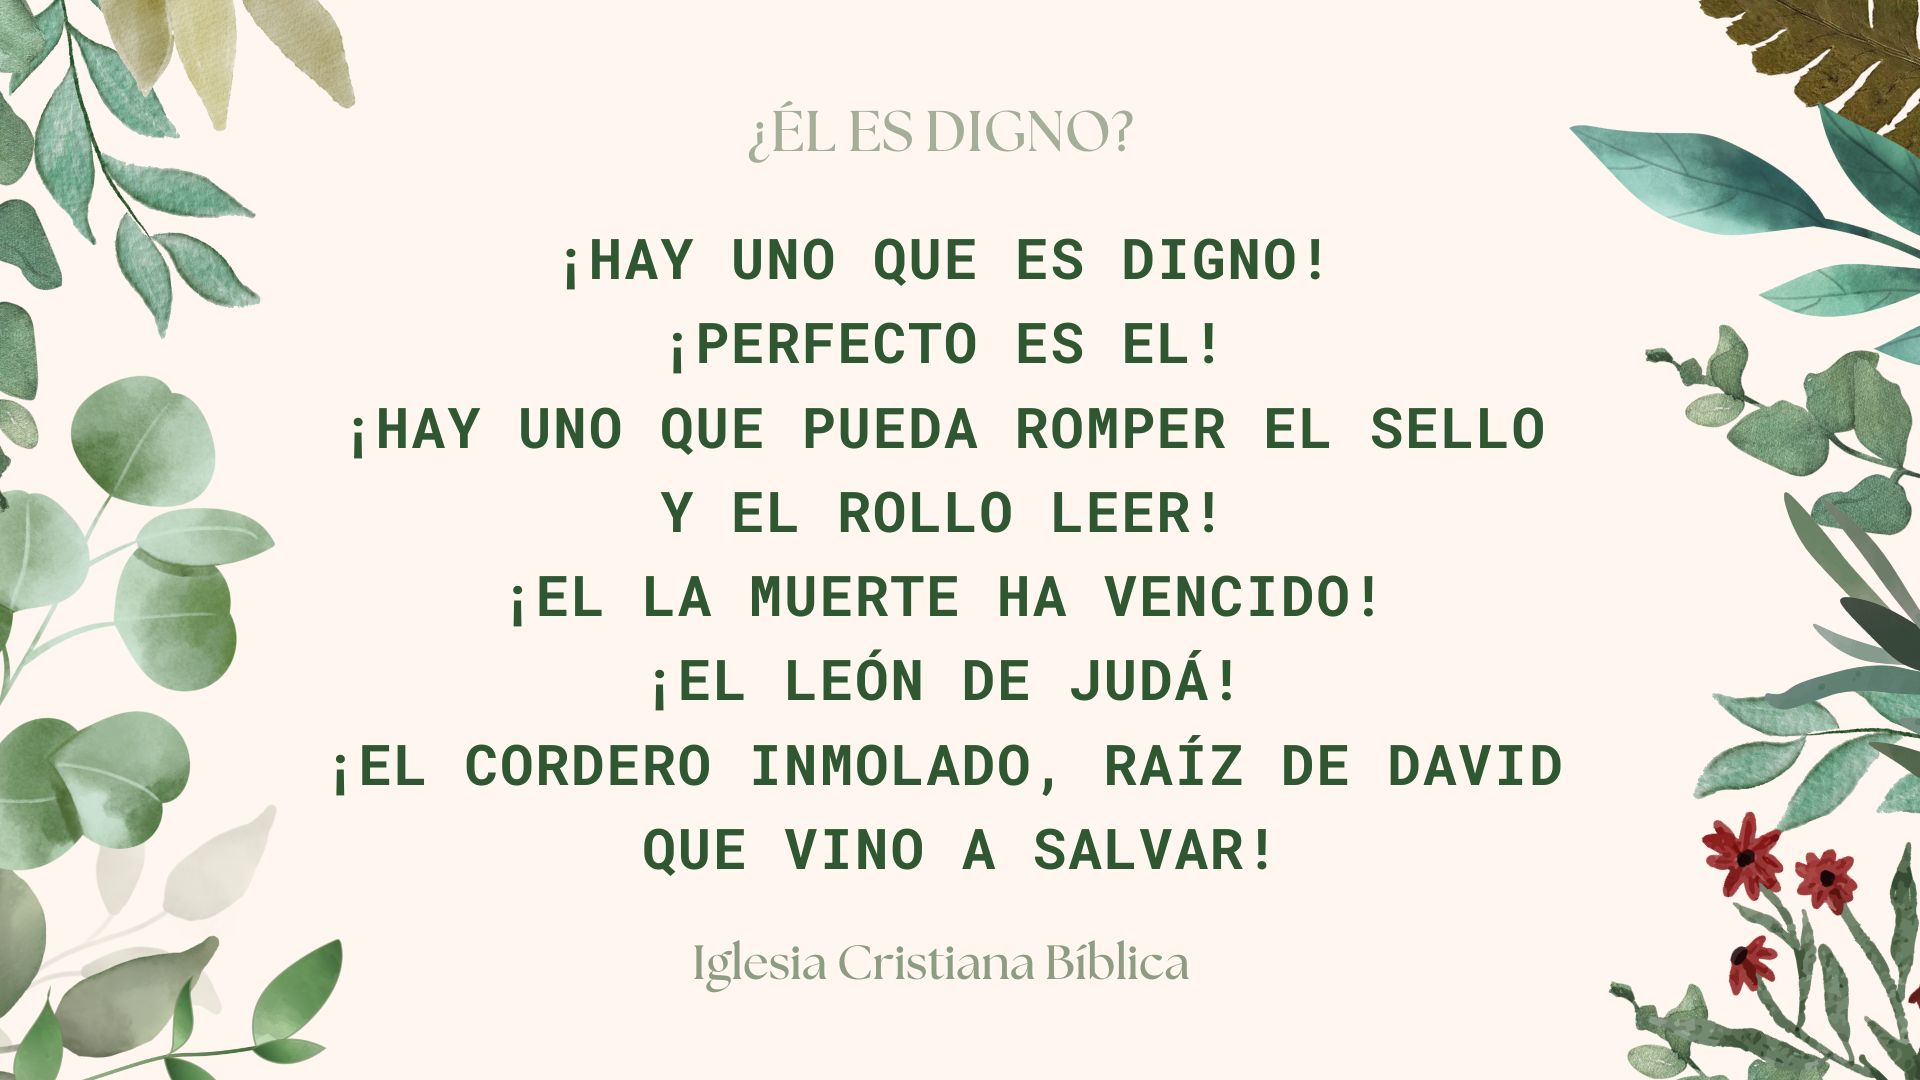 ¿ÉL ES DIGNO?
¡HAY UNO QUE ES DIGNO!
¡PERFECTO ES EL!
¡HAY UNO QUE PUEDA ROMPER EL SELLO
Y EL ROLLO LEER!
¡EL LA MUERTE HA VENCIDO!
¡EL LEÓN DE JUDÁ!
¡EL CORDERO INMOLADO, RAÍZ DE DAVID
QUE VINO A SALVAR!
Iglesia Cristiana Bíblica